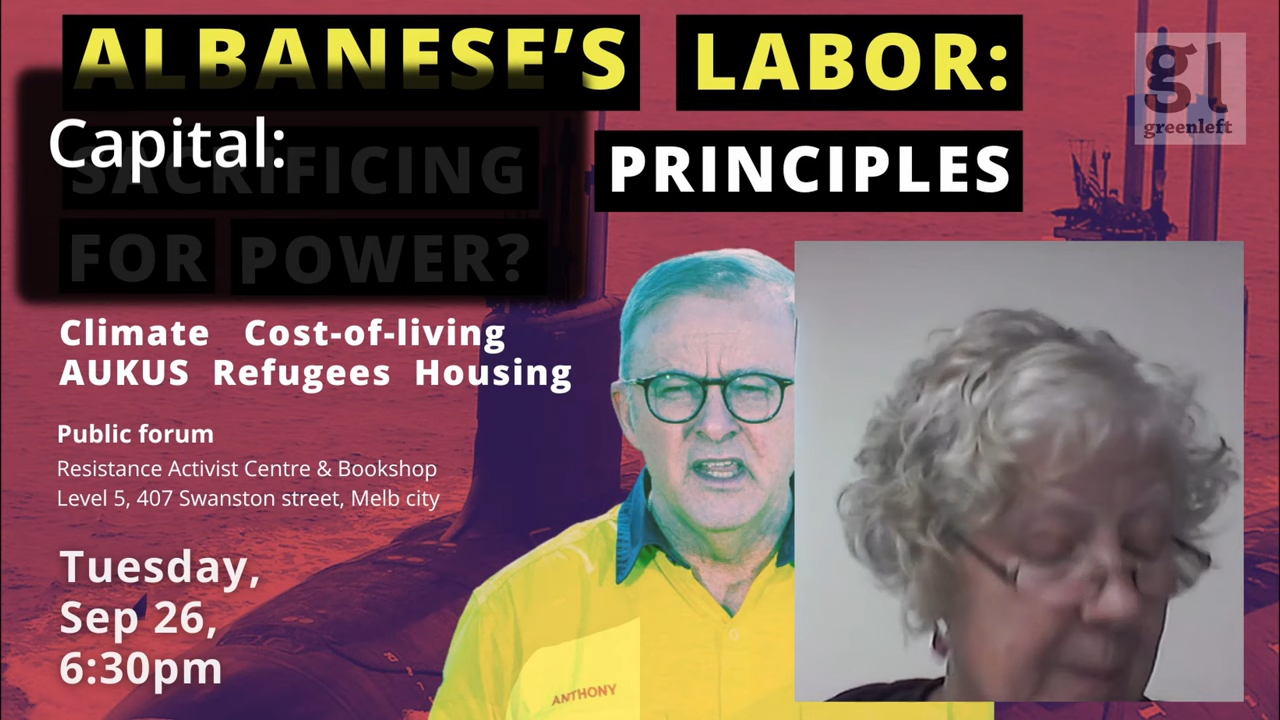 ALBANESE'S LABOR:
Capital:
SACRIFICING PRINCIPLES
FOR POWER?
Climate Cost-of-living
AUKUS Refugees Housing
Public forum
Resistance Activist Centre & Bookshop
Level 5, 407 Swanston street, Melb city
Tuesday,
Sep 26,
6:30pm
ANTHONY
gl
greenleft